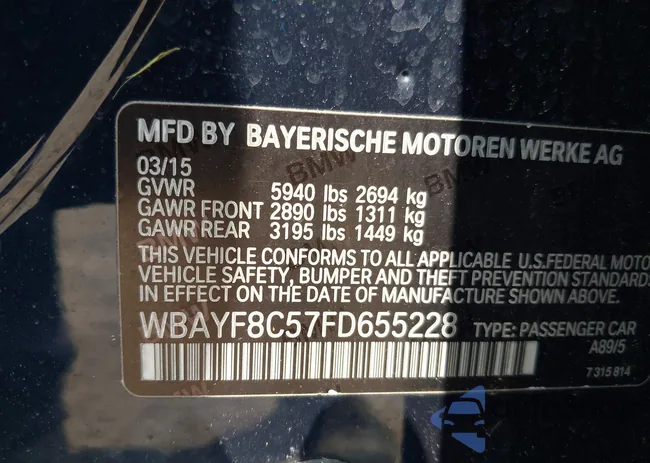 MFD BY BAYERISCHE MOTOREN WERKE AG
03/15
GVWR 5940 lbs 2694 kg
GAWR FRONT 2890 lbs 1311 kg
GAWR REAR 3195 lbs 1449 kg
THIS VEHICLE CONFORMS TO ALL APPLICABLE U.S.FEDERAL MOTO
VEHICLE SAFETY, BUMPER AND THEFT PREVENTION STANDARDS
IN EFFECT ON THE DATE OF MANUFACTURE SHOWN ABOVE.
WBAYF8C57FD655228 TYPE: PASSENGER CAR
A89/5
7 315 814